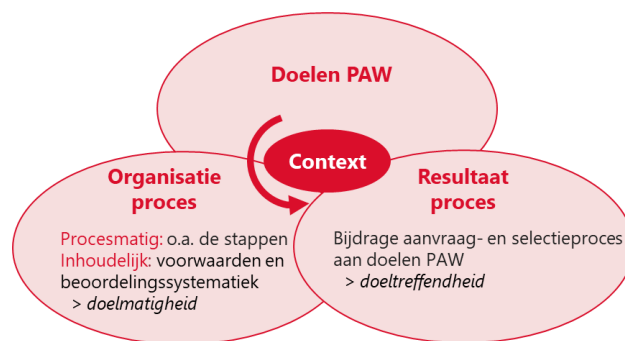 Doelen PAW
Context
Organisatie
proces
Procesmatig: o.a. de stappen
Inhoudelijk: voorwaarden en
beoordelingssystematiek
> doelmatigheid
Resultaat
proces
Bijdrage aanvraag- en selectieproces
aan doelen PAW
> doeltreffendheid